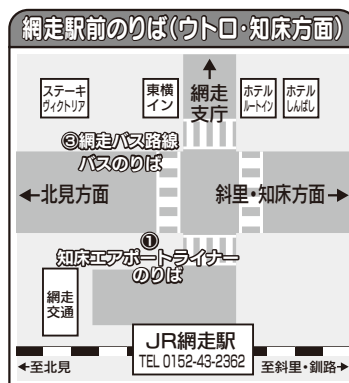 網走駅前のりば（ウトロ・知床方面）
ステーキ
ヴィクトリア
東横
イン
↑
網走
支庁
ホテル
ルートイン
ホテル
しんばし
③網走バス路線
バスのりば
←北見方面
斜里・知床方面→
①
知床エアポートライナー
のりば
網走
交通
JR網走駅
TEL 0152-43-2362
←至北見
至斜里・釧路→